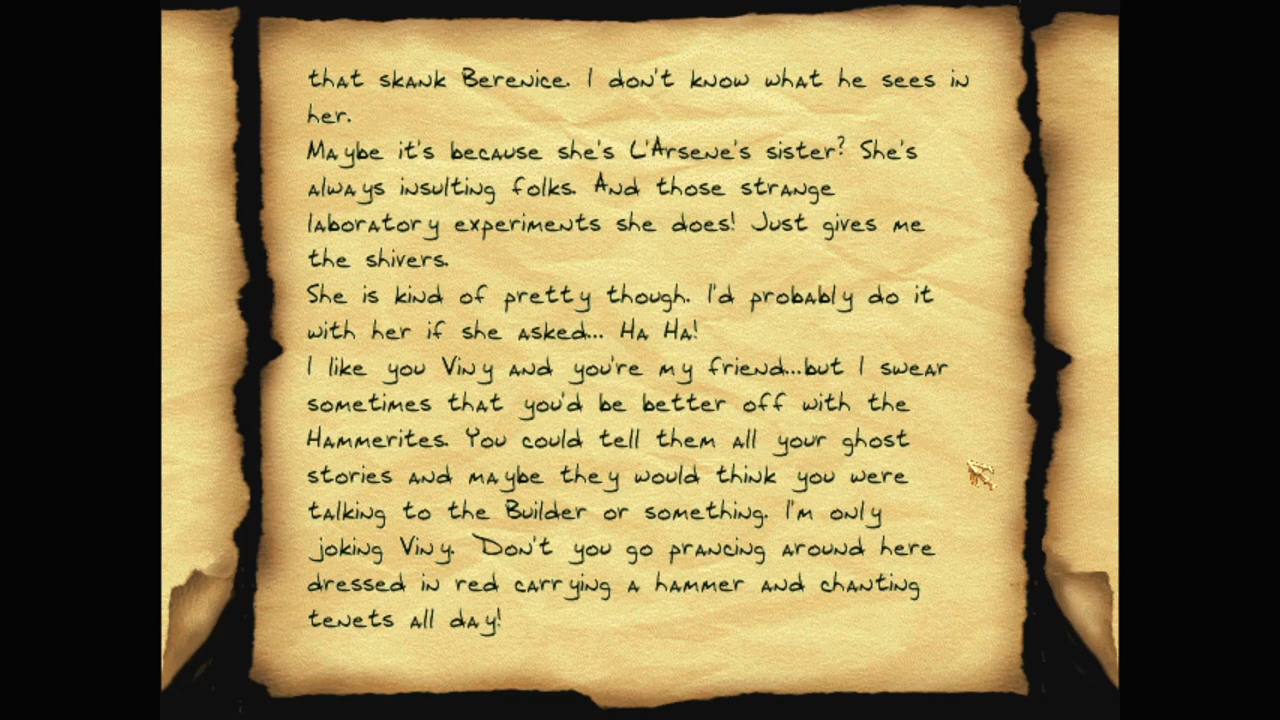 that skank Berenice. I don't know what he sees in
her.
Maybe it's because she's L'Arsene's sister? She's
always insulting folks. And those strange
laboratory experiments she does! Just gives me
the shivers.
She is kind of pretty though. I'd probably do it
with her if she asked... Ha Ha!
I like you Viny and you're my friend...but I swear
sometimes that you'd be better off with the
Hammerites. You could tell them all your ghost
stories and maybe they would think you were
talking to the Builder or something. I'm only
joking Viny. Don't you go prancing around here
dressed in red carrying a hammer and chanting
tenets all day!